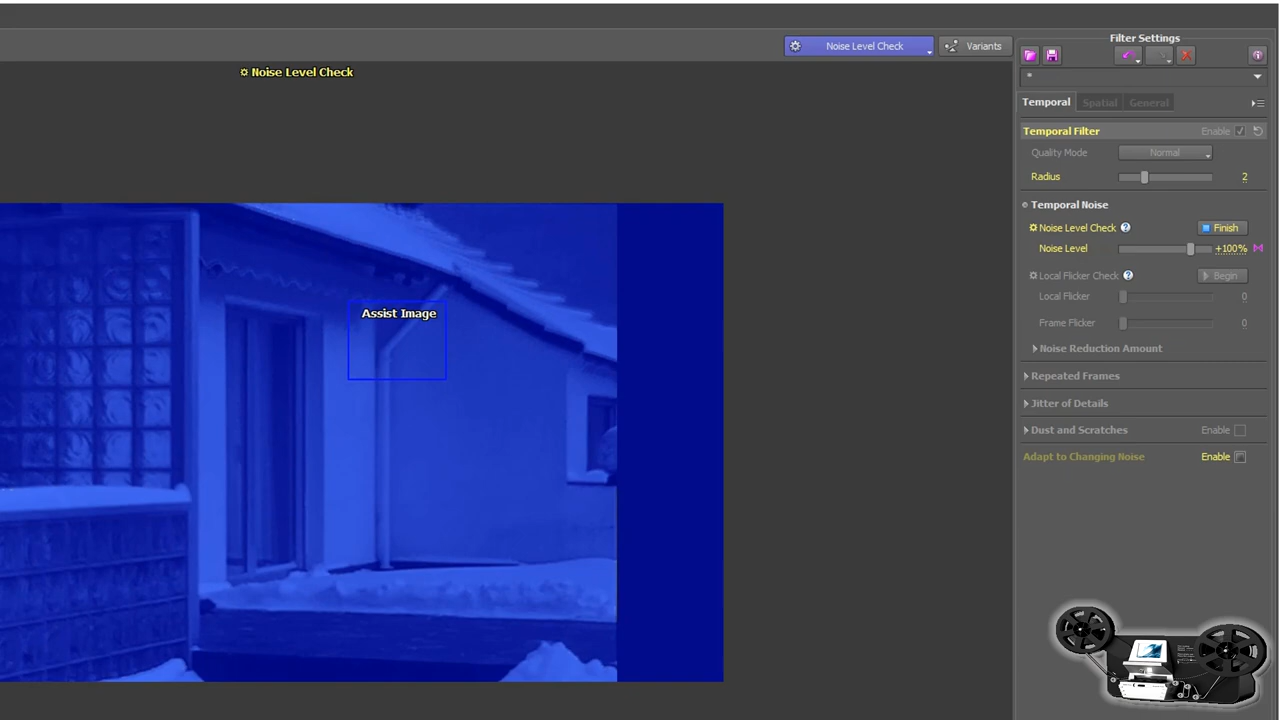 Filter Settings
Noise Level Check
Variants
Noise Level Check
*
Temporal Spatial General
Temporal Filter Enable
Quality Mode Normal
Radius 2
Temporal Noise
Noise Level Check ? Finish
Noise Level +100%
Local Flicker Check ? Begin
Local Flicker 0
Assist Image
Frame Flicker 0
Noise Reduction Amount
Repeated Frames
Jitter of Details
Dust and Scratches Enable
Adapt to Changing Noise Enable